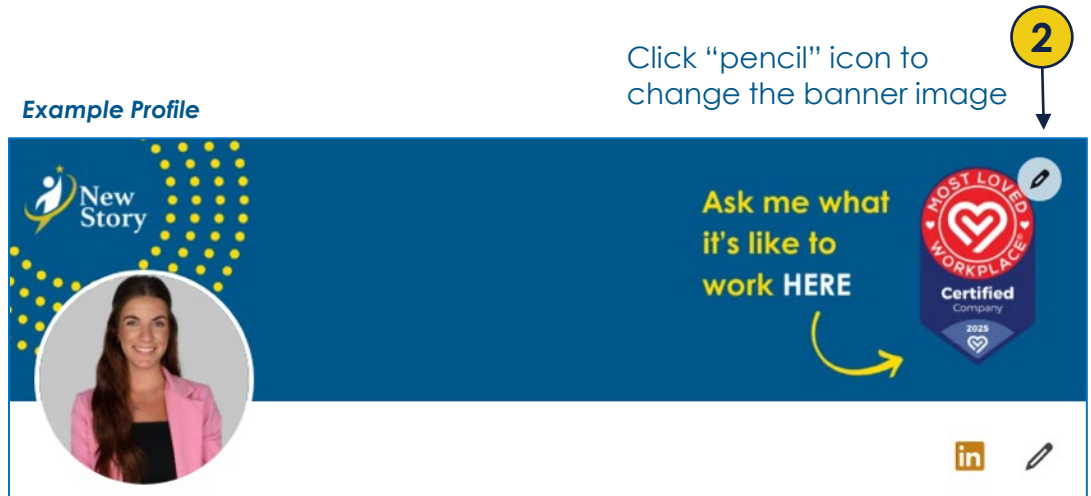 2
Click “pencil” icon to
change the banner image
Example Profile
New
Story
Ask me what
it's like to
work HERE
MOST LOVED
WORKPLACE®
Certified
Company
2025
in